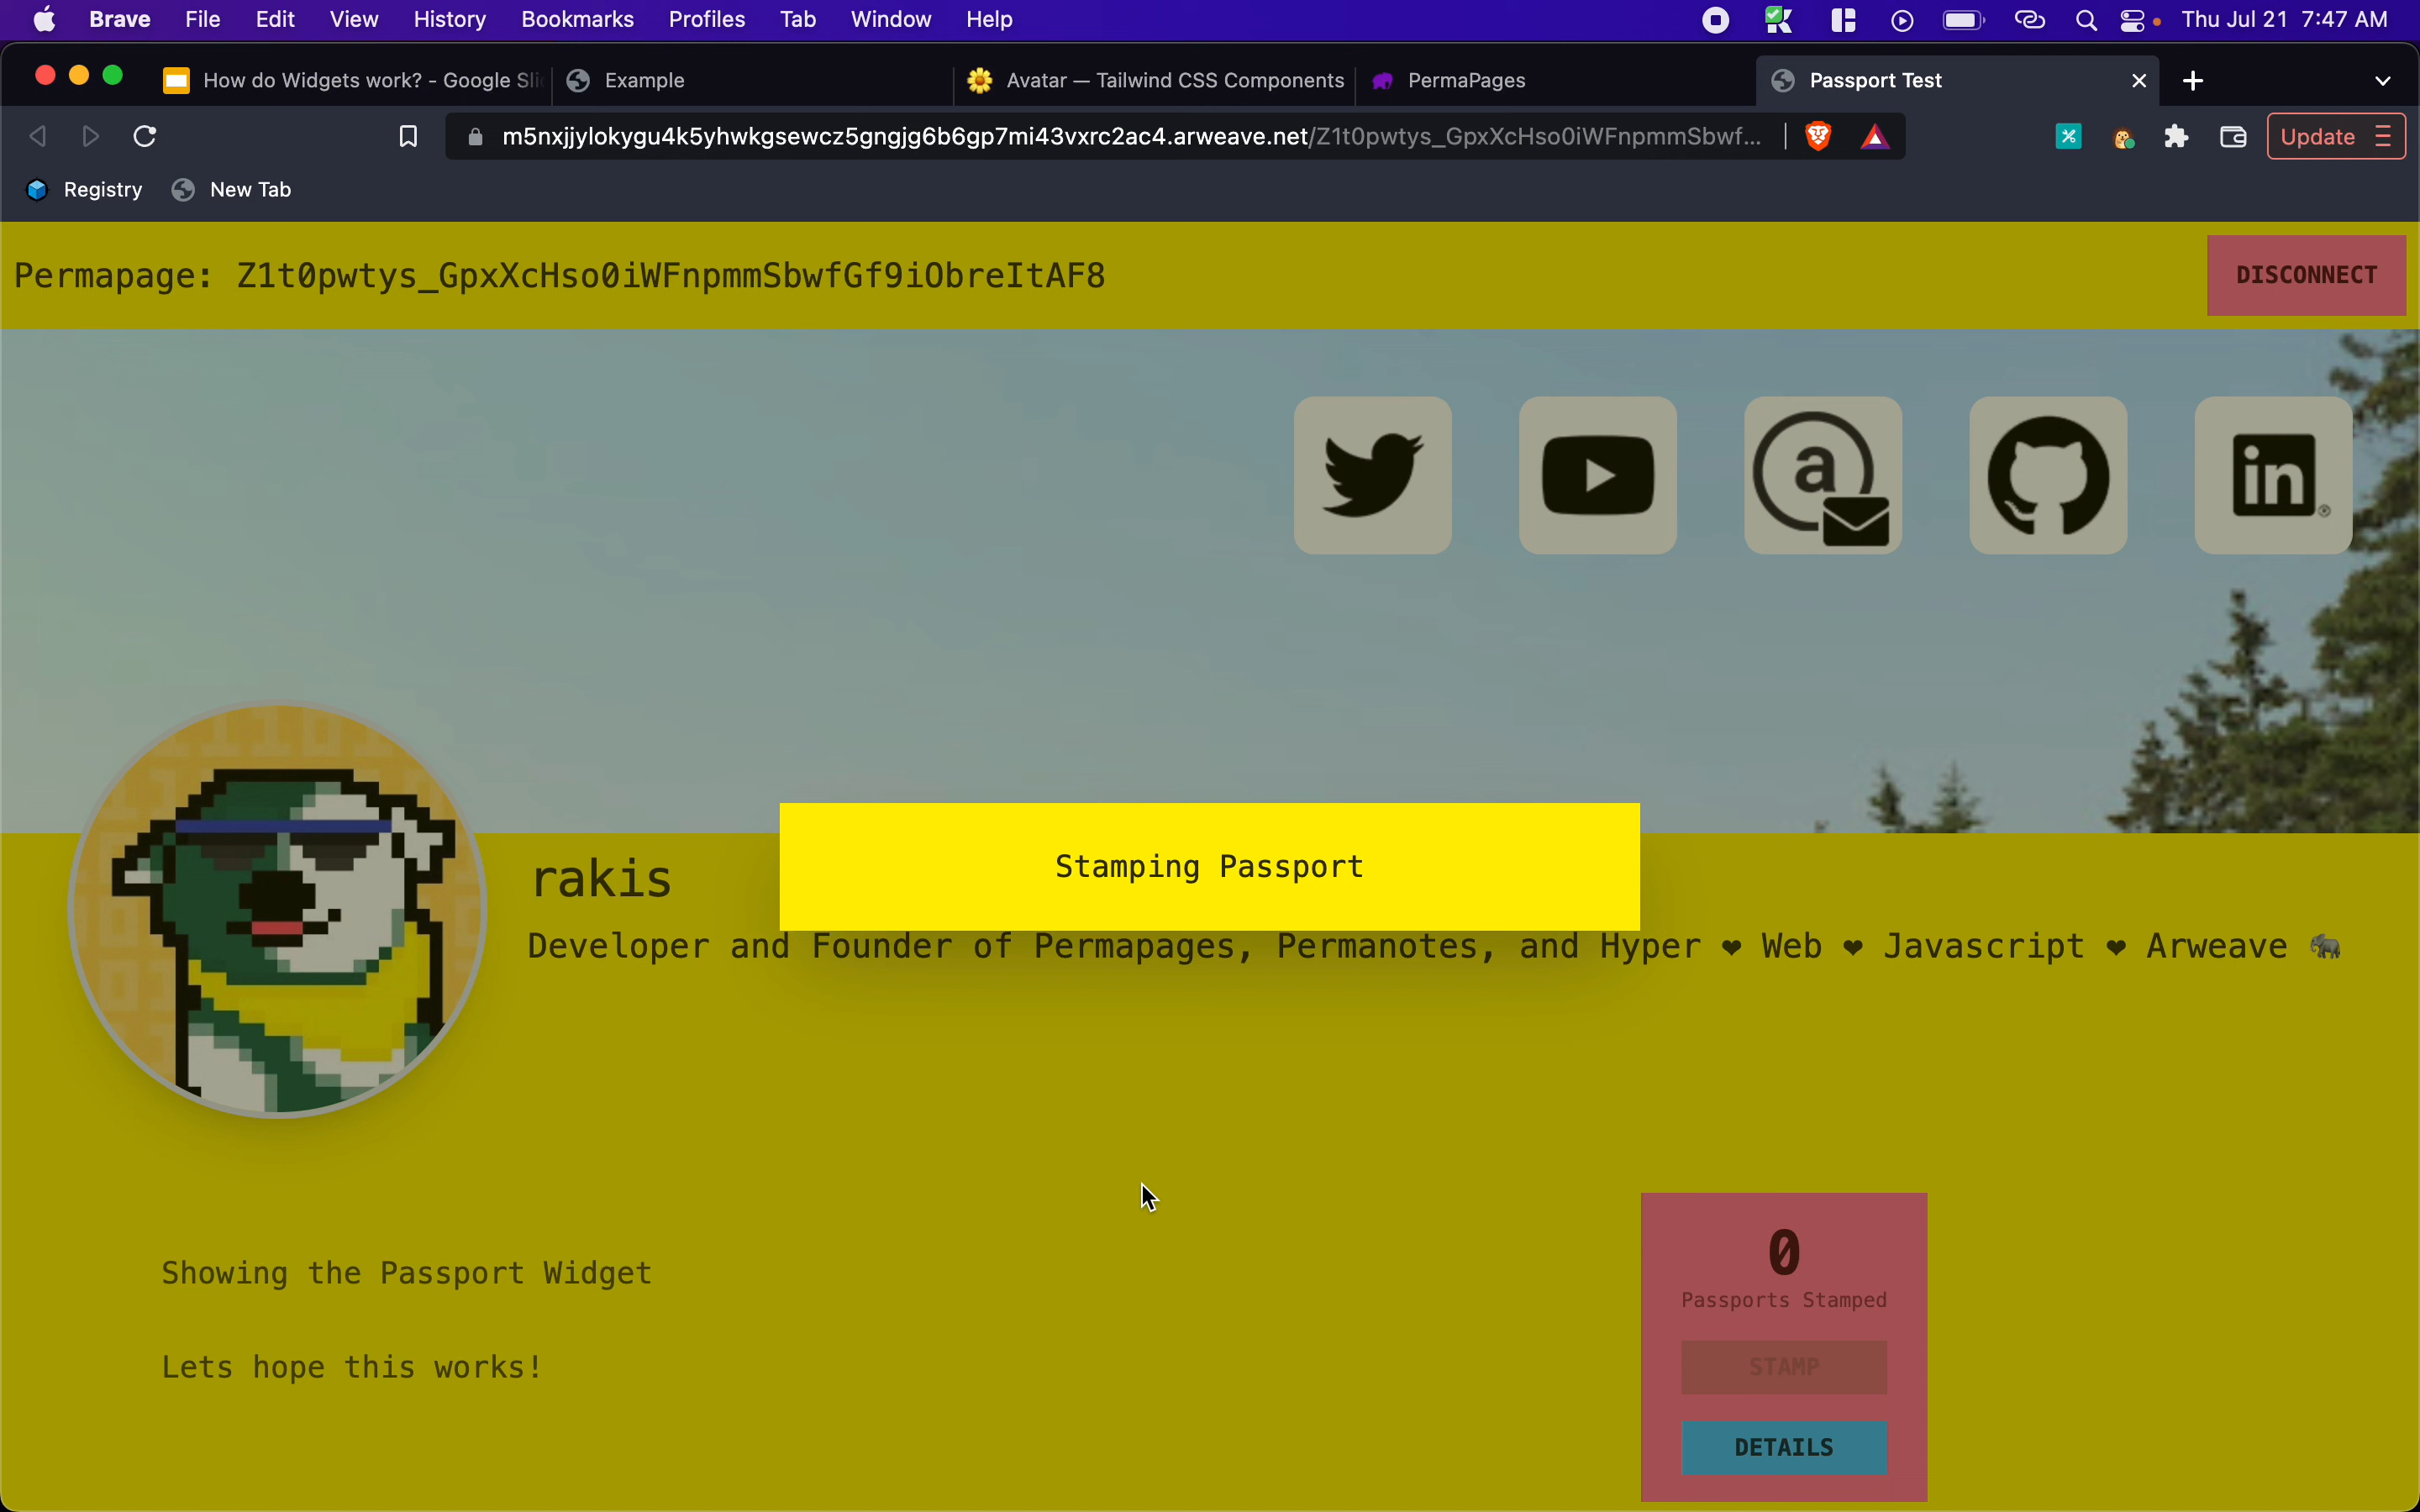 Brave File Edit View History Bookmarks Profiles Tab Window Help Thu Jul 21 7:47 AM
How do Widgets work? - Google Sli
Example
Avatar — Tailwind CSS Components
PermaPages
Passport Test
m5nxjjylokygu4k5yhwkgsewcz5gngjg6b6gp7mi43vxrc2ac4.arweave.net/Z1t0pwtys_GpxXcHso0iWFnpmmSbwf...
Update
Registry
New Tab
Permapage: Z1t0pwtys_GpxXcHso0iWFnpmmSbwfGf9iObreItAF8
DISCONNECT
a
in
Stamping Passport
rakis
Developer and Founder of Permapages, Permanotes, and Hyper ❤ Web ❤ Javascript ❤ Arweave 🐘
Showing the Passport Widget
Lets hope this works!
0
Passports Stamped
STAMP
DETAILS